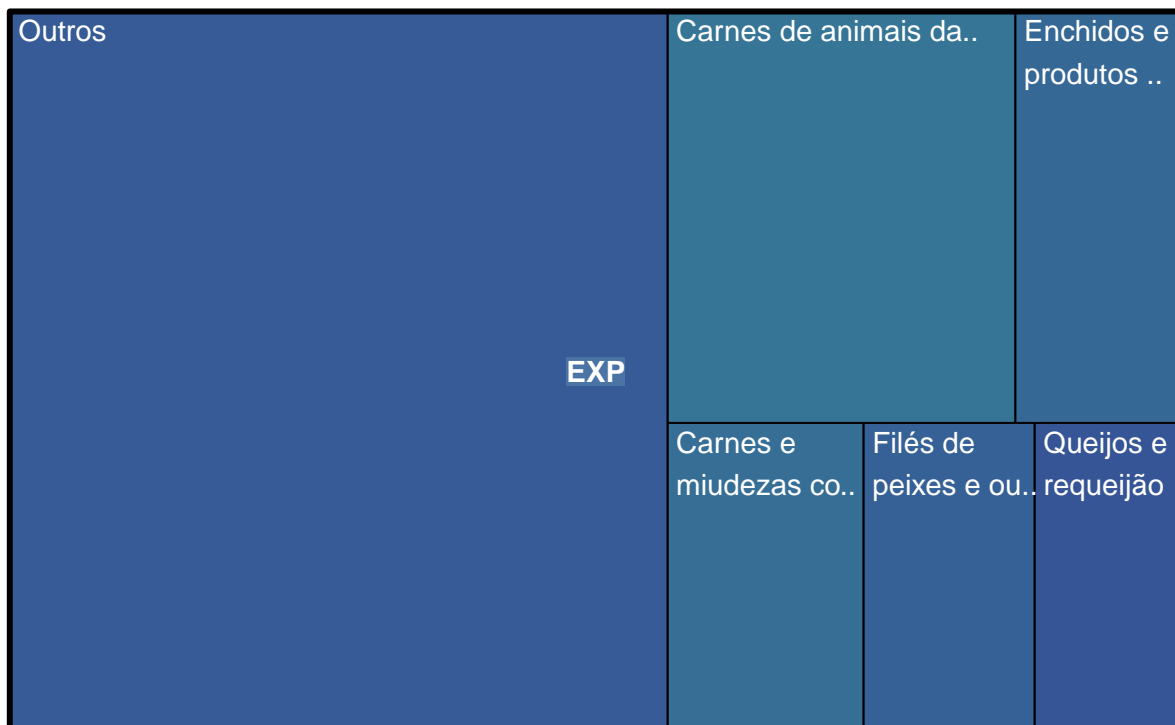 Outros
Carnes de animais da..
Enchidos e
produtos ..
EXP
Carnes e
miudezas co..
Filés de
peixes e ou..
Queijos e
requeijão